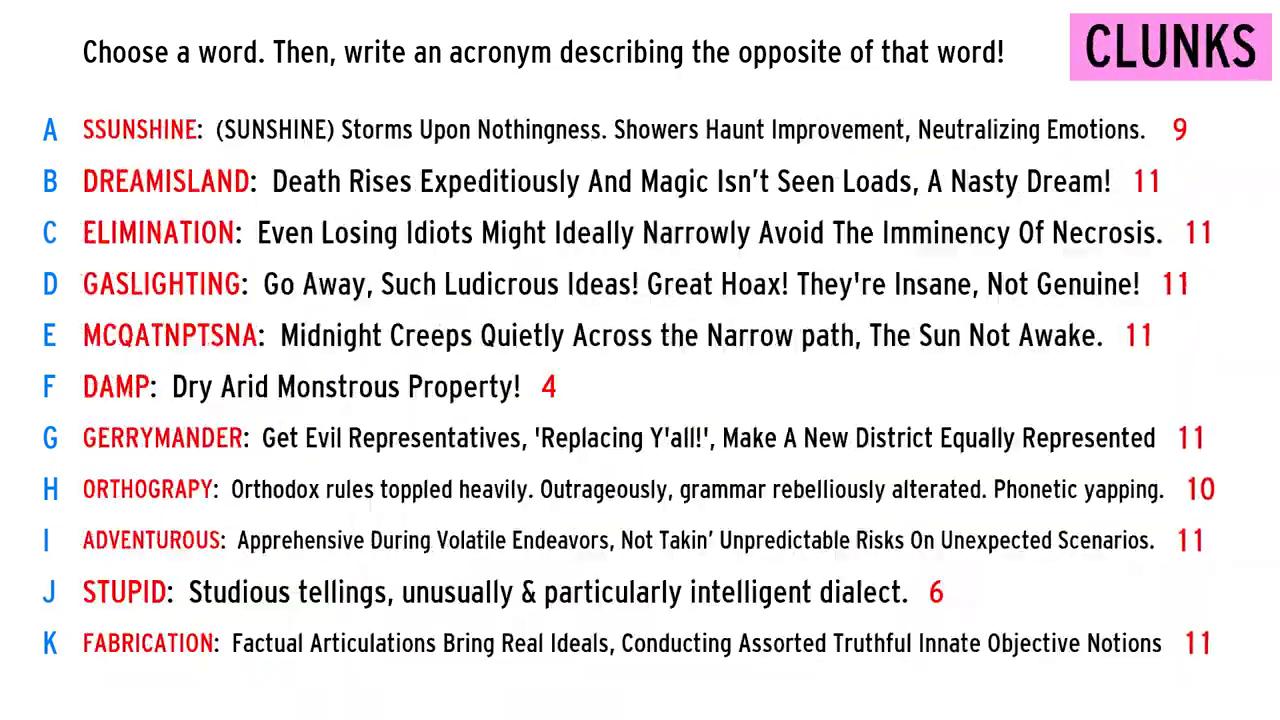 Choose a word. Then, write an acronym describing the opposite of that word!
CLUNKS
A SSUNSHINE: (SUNSHINE) Storms Upon Nothingness. Showers Haunt Improvement, Neutralizing Emotions. 9
B DREAMISLAND: Death Rises Expeditiously And Magic Isn’t Seen Loads, A Nasty Dream! 11
C ELIMINATION: Even Losing Idiots Might Ideally Narrowly Avoid The Imminency Of Necrosis. 11
D GASLIGHTING: Go Away, Such Ludicrous Ideas! Great Hoax! They're Insane, Not Genuine! 11
E MCQATNPTSNA: Midnight Creeps Quietly Across the Narrow path, The Sun Not Awake. 11
F DAMP: Dry Arid Monstrous Property! 4
G GERRYMANDER: Get Evil Representatives, 'Replacing Y'all!', Make A New District Equally Represented 11
H ORTHOGRAPY: Orthodox rules toppled heavily. Outrageously, grammar rebelliously alterated. Phonetic yapping. 10
I ADVENTUROUS: Apprehensive During Volatile Endeavors, Not Takin’ Unpredictable Risks On Unexpected Scenarios. 11
J STUPID: Studious tellings, unusually & particularly intelligent dialect. 6
K FABRICATION: Factual Articulations Bring Real Ideals, Conducting Assorted Truthful Innate Objective Notions 11